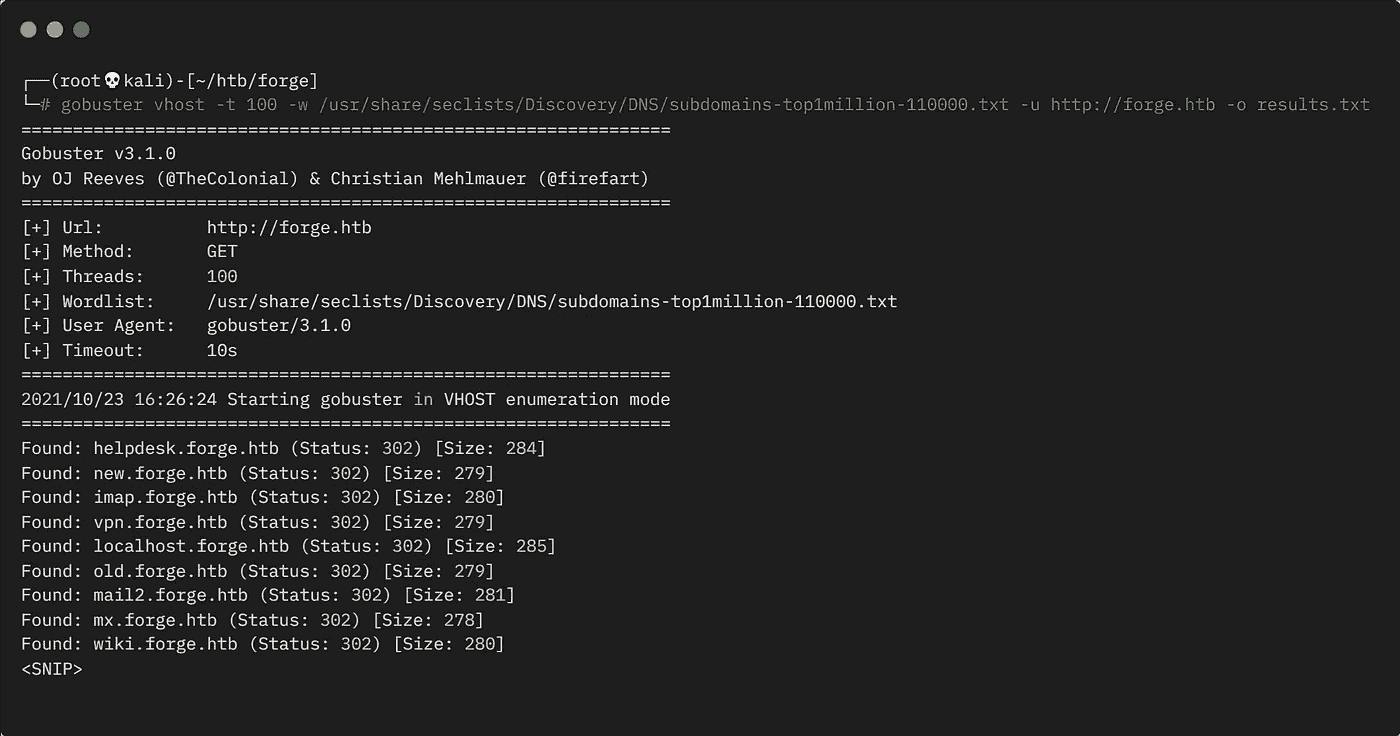 ┌──(root💀kali)-[~/htb/forge]
└─# gobuster vhost -t 100 -w /usr/share/seclists/Discovery/DNS/subdomains-top1million-110000.txt -u http://forge.htb -o results.txt
===============================================================
Gobuster v3.1.0
by OJ Reeves (@TheColonial) & Christian Mehlmauer (@firefart)
===============================================================
[+] Url:          http://forge.htb
[+] Method:       GET
[+] Threads:      100
[+] Wordlist:     /usr/share/seclists/Discovery/DNS/subdomains-top1million-110000.txt
[+] User Agent:   gobuster/3.1.0
[+] Timeout:      10s
===============================================================
2021/10/23 16:26:24 Starting gobuster in VHOST enumeration mode
===============================================================
Found: helpdesk.forge.htb (Status: 302) [Size: 284]
Found: new.forge.htb (Status: 302) [Size: 279]
Found: imap.forge.htb (Status: 302) [Size: 280]
Found: vpn.forge.htb (Status: 302) [Size: 279]
Found: localhost.forge.htb (Status: 302) [Size: 285]
Found: old.forge.htb (Status: 302) [Size: 279]
Found: mail2.forge.htb (Status: 302) [Size: 281]
Found: mx.forge.htb (Status: 302) [Size: 278]
Found: wiki.forge.htb (Status: 302) [Size: 280]
<SNIP>